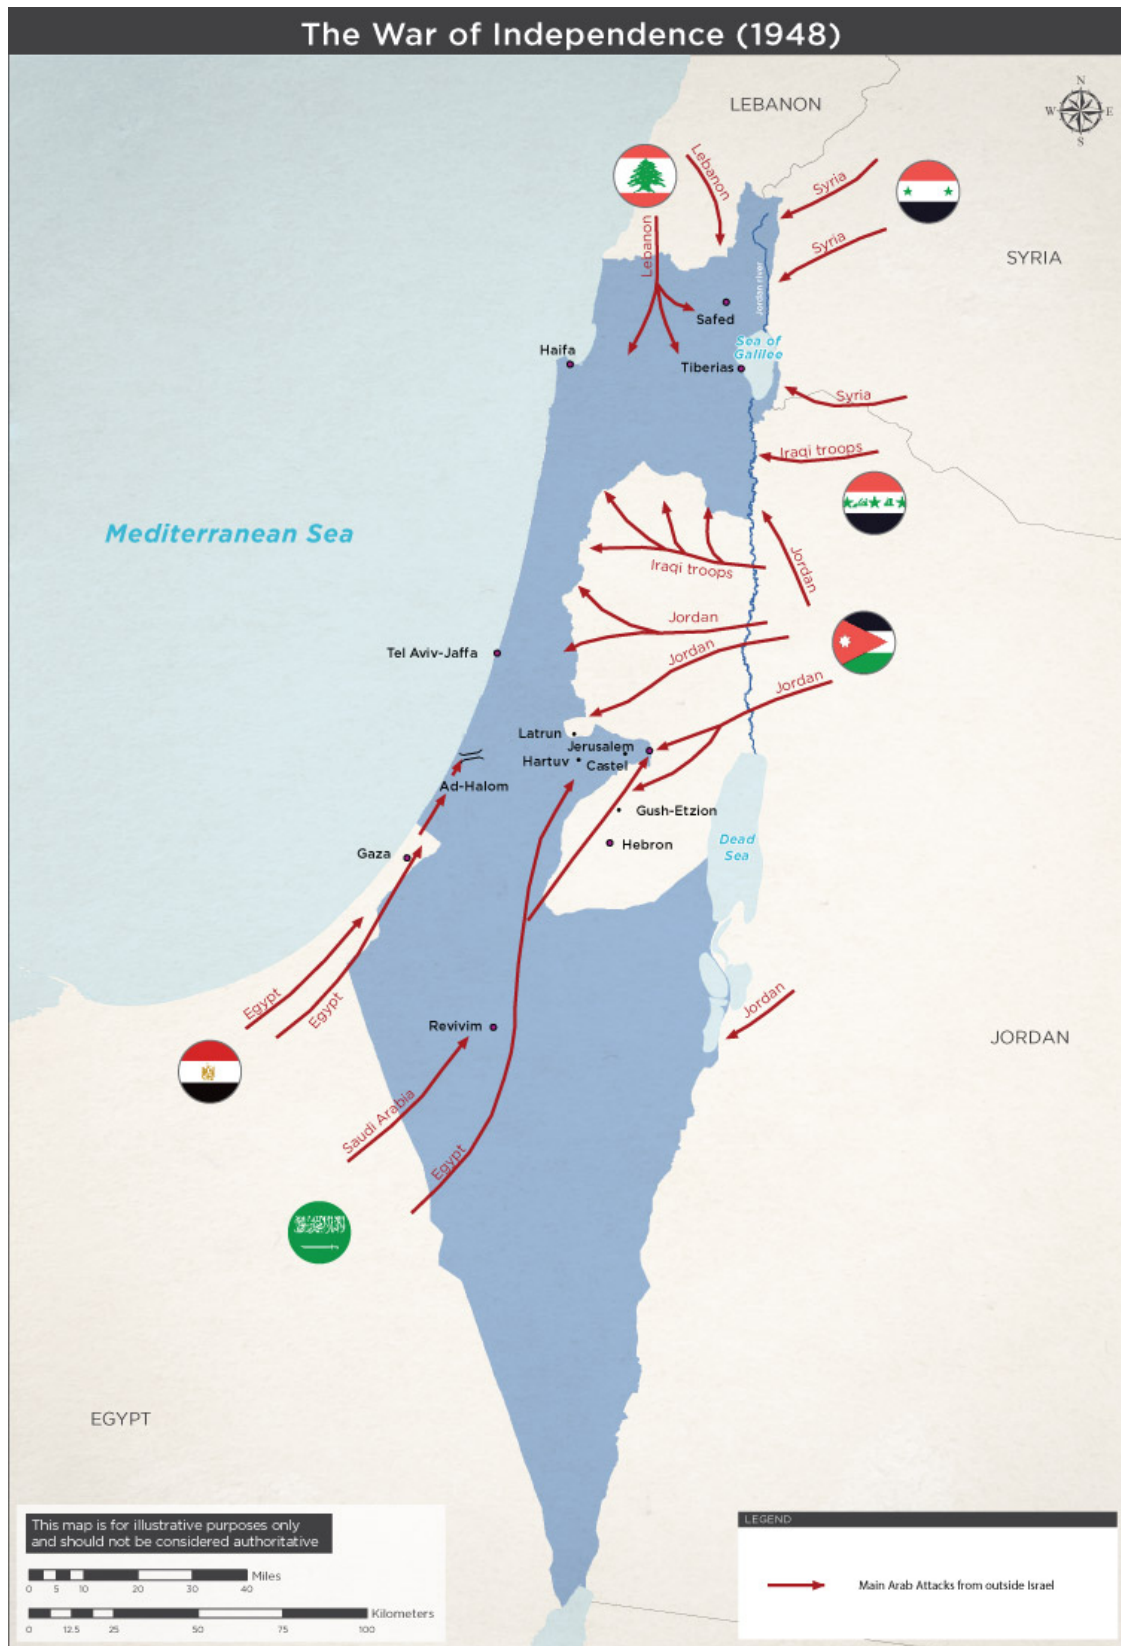 The War of Independence (1948)
N
W
E
S
LEBANON
SYRIA
Lebanon
Lebanon
Syria
Syria
Jordan river
Safed
Sea of
Galilee
Haifa
Tiberias
Syria
Iraqi troops
Mediterranean Sea
Iraqi troops
Jordan
Jordan
Tel Aviv-Jaffa
Jordan
Jordan
Latrun
Jerusalem
Hartuv
Castel
Ad-Halom
Gush-Etzion
Gaza
Hebron
Dead
Sea
Egypt
Egypt
Revivim
Jordan
JORDAN
Saudi Arabia
Egypt
EGYPT
This map is for illustrative purposes only
and should not be considered authoritative
Miles
0 5 10 20 30 40
Kilometers
0 12.5 25 50 75 100
LEGEND
Main Arab Attacks from outside Israel